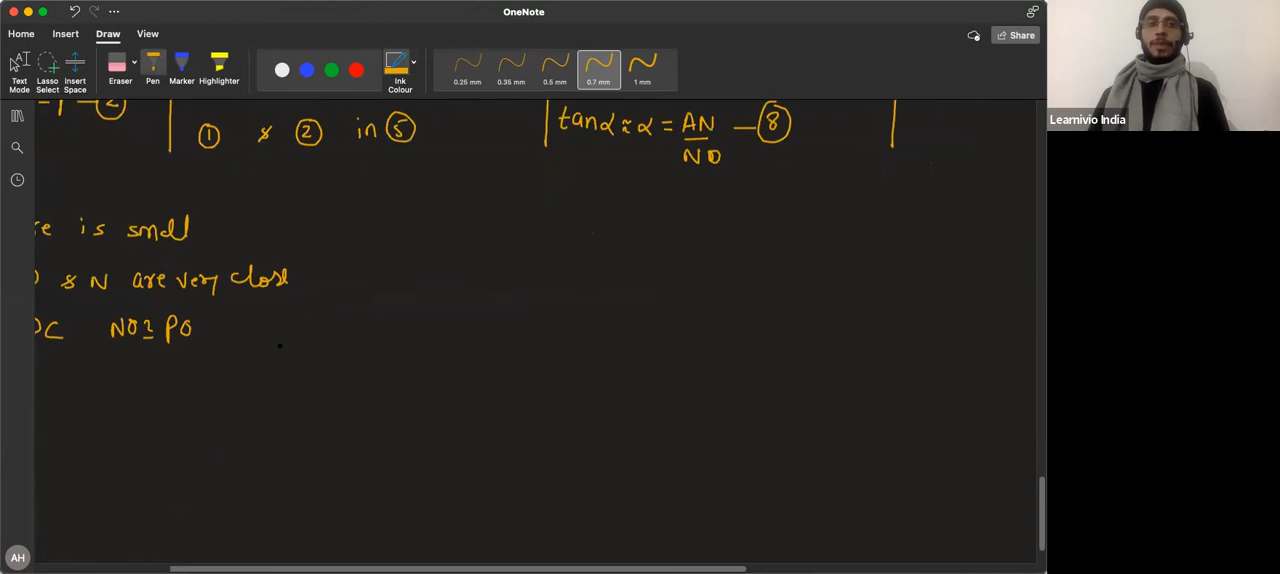 OneNote
Home Insert Draw View
Share
Text Mode
Lasso Select
Insert Space
Eraser
Pen
Marker
Highlighter
Ink Colour
0.25 mm
0.35 mm
0.5 mm
0.7 mm
1 mm
Learnivio India
① & ② in ⑤
tanα ≈ α = AN/NO — ⑧
is small
& N are very close
NO ≃ PO
AH